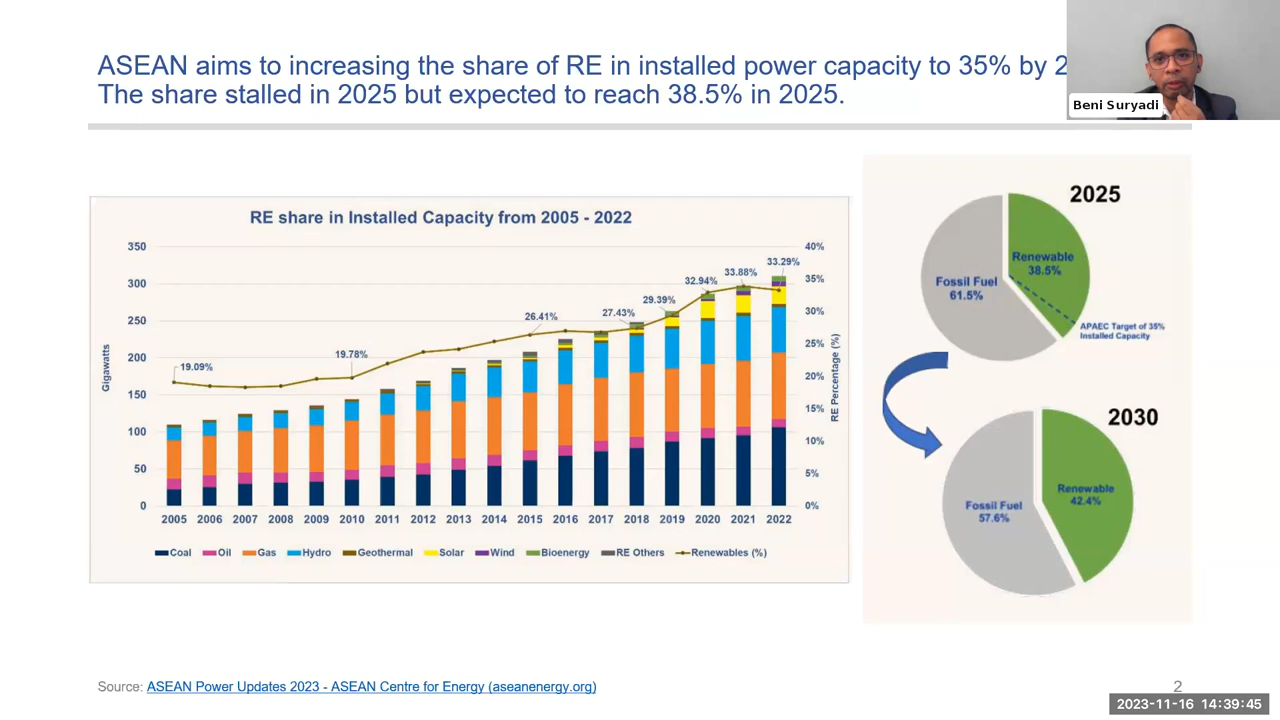 ASEAN aims to increasing the share of RE in installed power capacity to 35% by 2
The share stalled in 2025 but expected to reach 38.5% in 2025.
Beni Suryadi
RE share in Installed Capacity from 2005 - 2022
Gigawatts
350
300
250
200
150
100
50
0
19.09%
19.78%
26.41%
27.43%
29.39%
32.94%
33.88%
33.29%
40%
35%
30%
25%
20%
15%
10%
5%
0%
RE Percentage (%)
2005 2006 2007 2008 2009 2010 2011 2012 2013 2014 2015 2016 2017 2018 2019 2020 2021 2022
Coal Oil Gas Hydro Geothermal Solar Wind Bioenergy RE Others Renewables (%)
2025
Renewable
38.5%
Fossil Fuel
61.5%
APAEC Target of 35%
Installed Capacity
2030
Renewable
42.4%
Fossil Fuel
57.6%
Source: ASEAN Power Updates 2023 - ASEAN Centre for Energy (aseanenergy.org)
2
2023-11-16 14:39:45